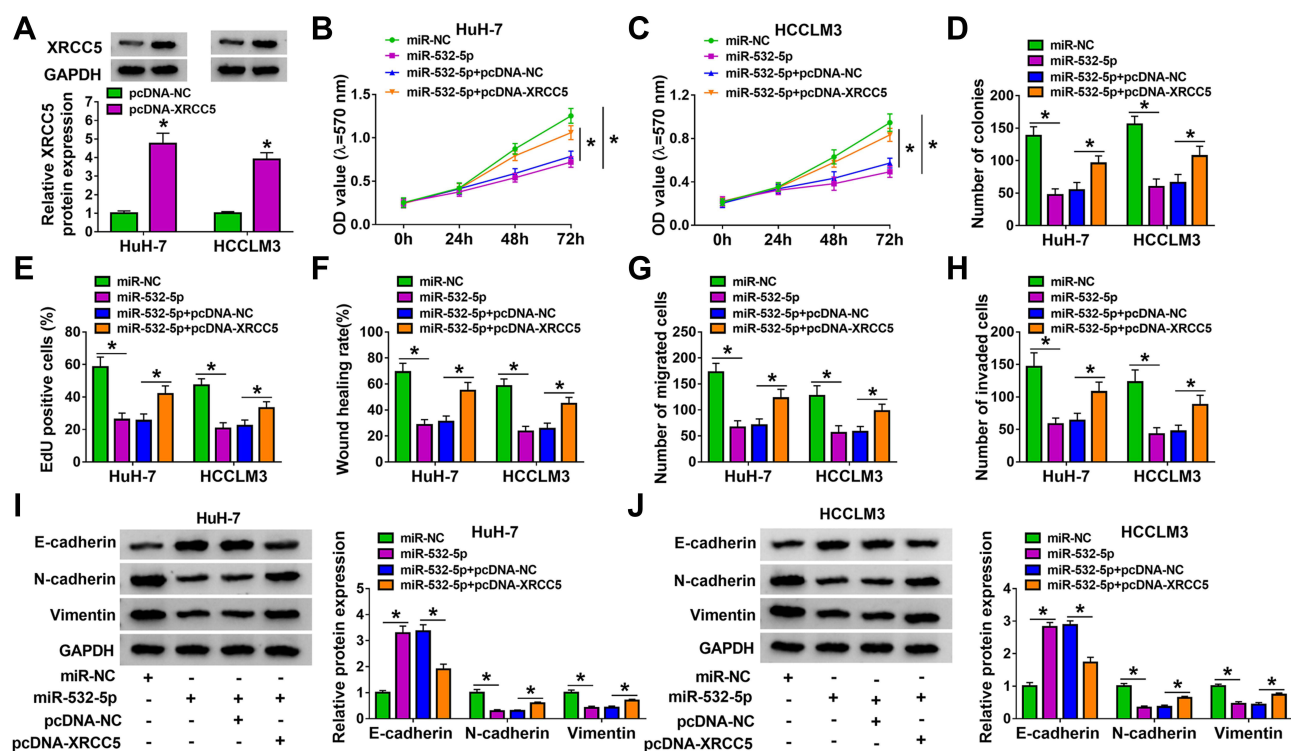 A
XRCC5
GAPDH
pcDNA-NC
pcDNA-XRCC5
Relative XRCC5
protein expression
7
6
5
4
3
2
1
0
* *
HuH-7 HCCLM3
B
HuH-7
miR-NC
miR-532-5p
miR-532-5p+pcDNA-NC
miR-532-5p+pcDNA-XRCC5
OD value (λ=570 nm)
1.5
1.0
0.5
0.0
* *
0h 24h 48h 72h
C
HCCLM3
miR-NC
miR-532-5p
miR-532-5p+pcDNA-NC
miR-532-5p+pcDNA-XRCC5
OD value (λ=570 nm)
1.2
0.8
0.4
0.0
* *
0h 24h 48h 72h
D
miR-NC
miR-532-5p
miR-532-5p+pcDNA-NC
miR-532-5p+pcDNA-XRCC5
Number of colonies
200
150
100
50
0
* * * *
HuH-7 HCCLM3
E
miR-NC
miR-532-5p
miR-532-5p+pcDNA-NC
miR-532-5p+pcDNA-XRCC5
EdU positive cells (%)
80
60
40
20
0
* * * *
HuH-7 HCCLM3
F
miR-NC
miR-532-5p
miR-532-5p+pcDNA-NC
miR-532-5p+pcDNA-XRCC5
Wound healing rate(%)
100
80
60
40
20
0
* * * *
HuH-7 HCCLM3
G
miR-NC
miR-532-5p
miR-532-5p+pcDNA-NC
miR-532-5p+pcDNA-XRCC5
Number of migrated cells
250
200
150
100
50
0
* * * *
HuH-7 HCCLM3
H
miR-NC
miR-532-5p
miR-532-5p+pcDNA-NC
miR-532-5p+pcDNA-XRCC5
Number of invaded cells
200
150
100
50
0
* * * *
HuH-7 HCCLM3
I
HuH-7
E-cadherin
N-cadherin
Vimentin
GAPDH
miR-NC + - - -
miR-532-5p - + + +
pcDNA-NC - - + -
pcDNA-XRCC5 - - - +
HuH-7
miR-NC
miR-532-5p
miR-532-5p+pcDNA-NC
miR-532-5p+pcDNA-XRCC5
Relative protein expression
5
4
3
2
1
0
* * * * * *
E-cadherin N-cadherin Vimentin
J
HCCLM3
E-cadherin
N-cadherin
Vimentin
GAPDH
miR-NC + - - -
miR-532-5p - + + +
pcDNA-NC - - + -
pcDNA-XRCC5 - - - +
HCCLM3
miR-NC
miR-532-5p
miR-532-5p+pcDNA-NC
miR-532-5p+pcDNA-XRCC5
Relative protein expression
4
3
2
1
0
* * * * * *
E-cadherin N-cadherin Vimentin